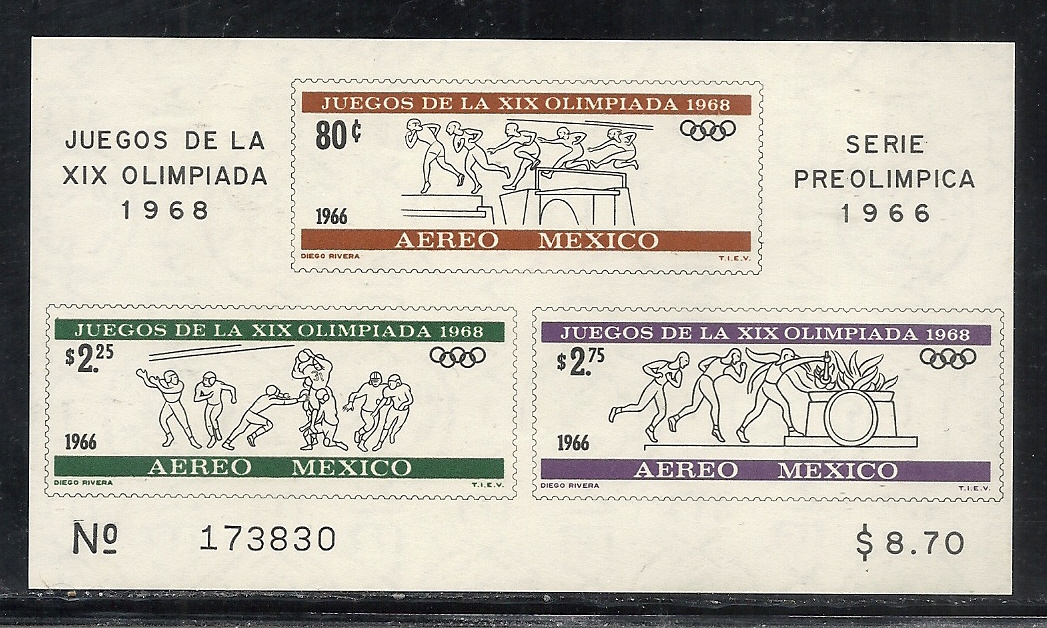 JUEGOS DE LA
XIX OLIMPIADA
1968
JUEGOS DE LA XIX OLIMPIADA 1968
80¢
1966
AEREO MEXICO
DIEGO RIVERA T.I.E.V.
SERIE
PREOLIMPICA
1966
JUEGOS DE LA XIX OLIMPIADA 1968
$2.25
1966
AEREO MEXICO
DIEGO RIVERA T.I.E.V.
JUEGOS DE LA XIX OLIMPIADA 1968
$2.75
1966
AEREO MEXICO
DIEGO RIVERA T.I.E.V.
Nº 173830
$8.70